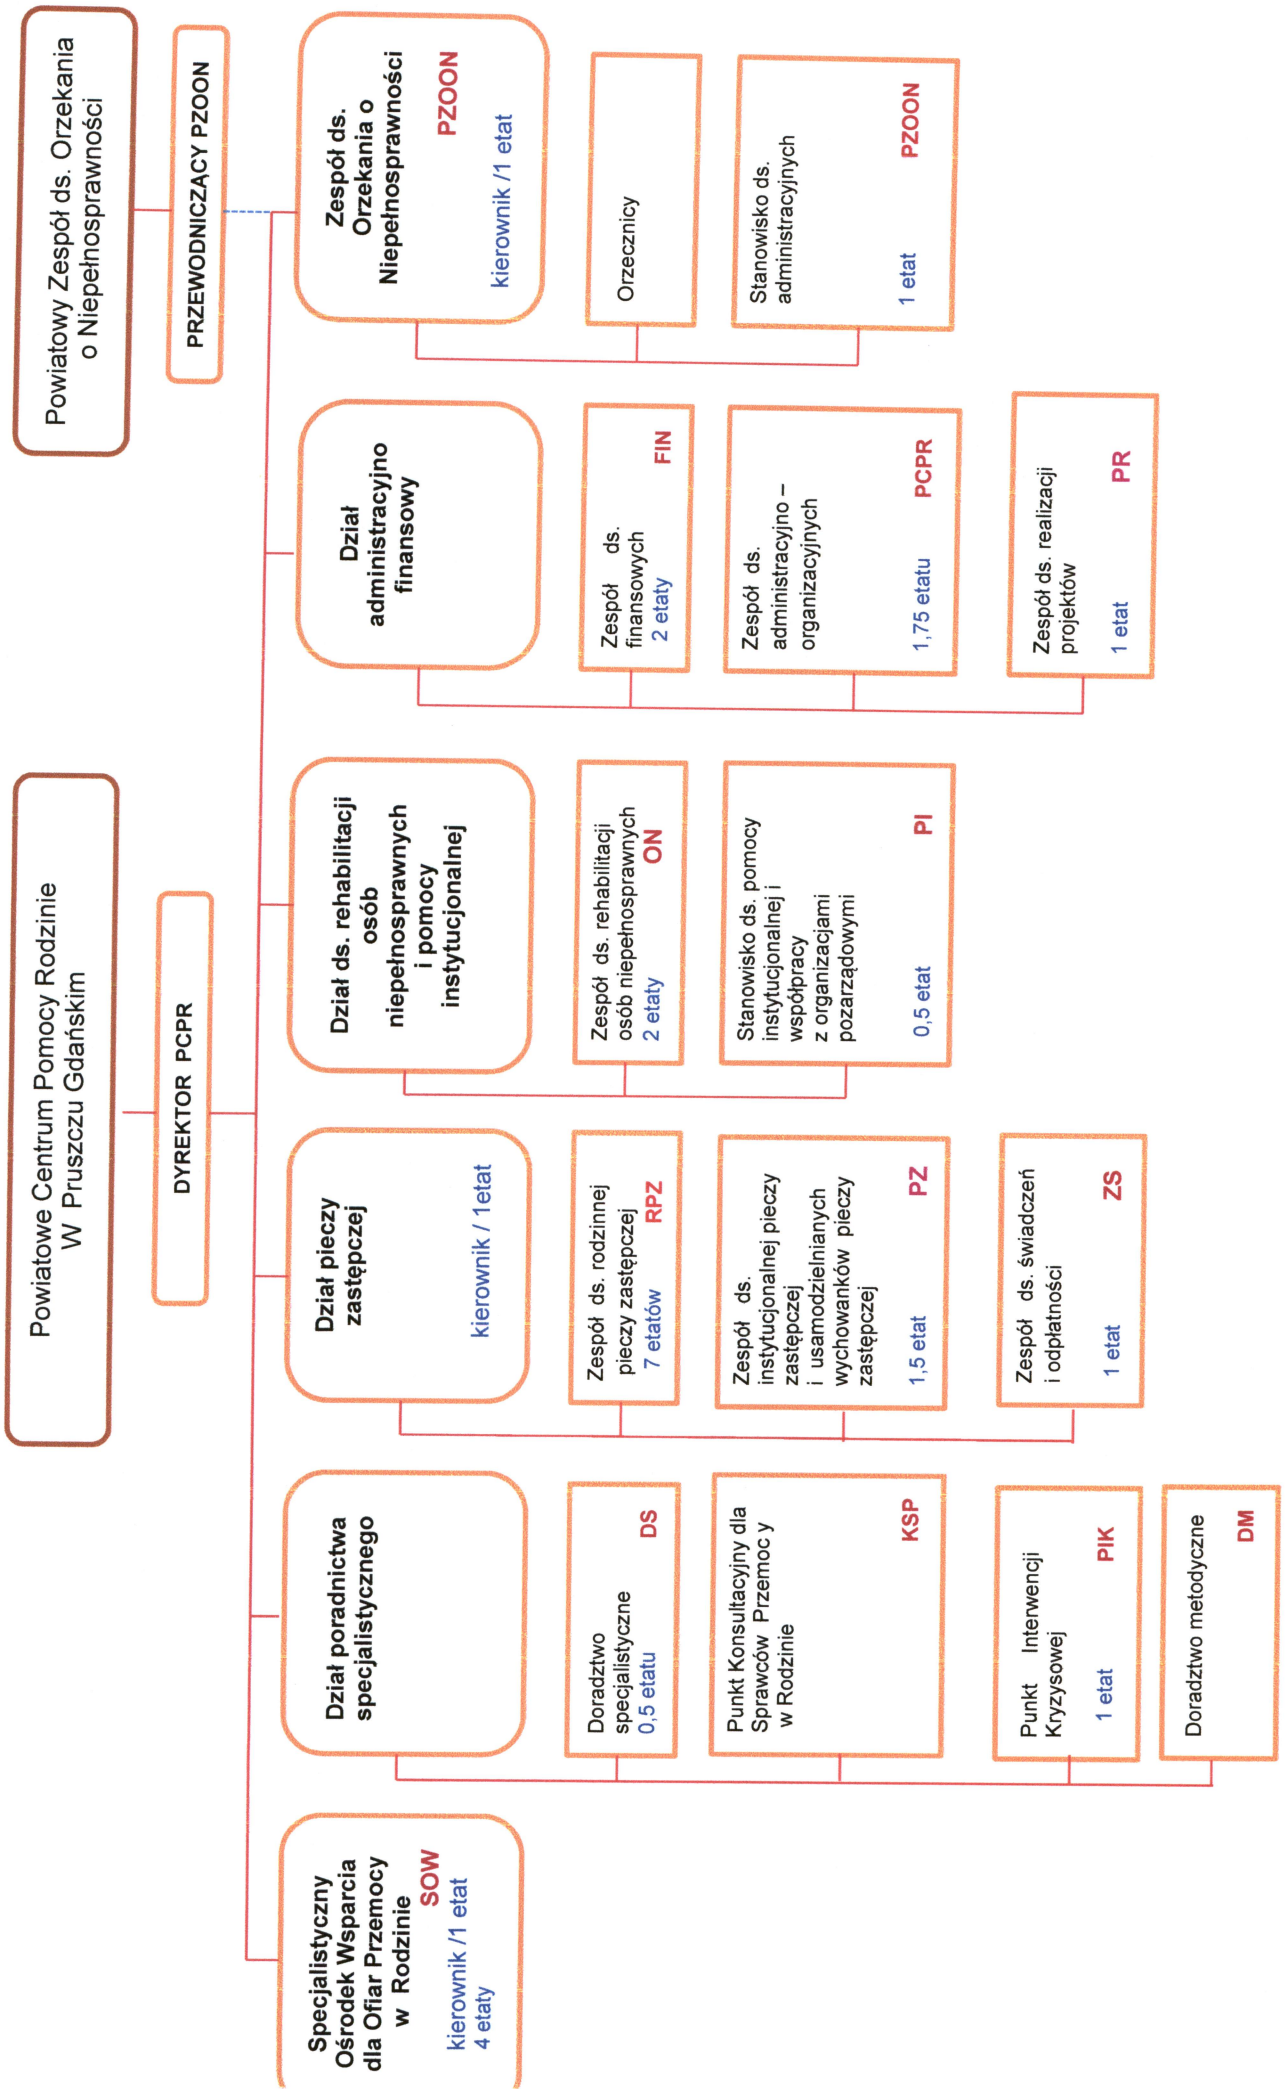 Powiatowe Centrum Pomocy Rodzinie
W Pruszczu Gdańskim
Powiatowy Zespół ds. Orzekania
o Niepełnosprawności
DYREKTOR PCPR
PRZEWODNICZĄCY PZOON
Specjalistyczny
Ośrodek Wsparcia
dla Ofiar Przemocy
w Rodzinie
SOW
kierownik /1 etat
4 etaty
Dział poradnictwa
specjalistycznego
Doradztwo
specjalistyczne
0,5 etatu DS
Punkt Konsultacyjny dla
Sprawców Przemoc y
w Rodzinie
KSP
Punkt Interwencji
Kryzysowej
1 etat PIK
Doradztwo metodyczne
DM
Dział pieczy
zastępczej
kierownik / 1etat
Zespół ds. rodzinnej
pieczy zastępczej
7 etatów RPZ
Zespół ds.
instytucjonalnej pieczy
zastępczej
i usamodzielnianych
wychowanków pieczy
zastępczej
1,5 etat PZ
Zespół ds. świadczeń
i odpłatności
1 etat ZS
Dział ds. rehabilitacji
osób
niepełnosprawnych
i pomocy
instytucjonalnej
Zespół ds. rehabilitacji
osób niepełnosprawnych
2 etaty ON
Stanowisko ds. pomocy
instytucjonalnej i
współpracy
z organizacjami
pozarządowymi
0,5 etat PI
Dział
administracyjno
finansowy
Zespół ds.
finansowych
2 etaty FIN
Zespół ds.
administracyjno –
organizacyjnych
1,75 etatu PCPR
Zespół ds. realizacji
projektów
1 etat PR
Zespół ds.
Orzekania o
Niepełnosprawności
PZOON
kierownik /1 etat
Orzecznicy
Stanowisko ds.
administracyjnych
1 etat PZOON